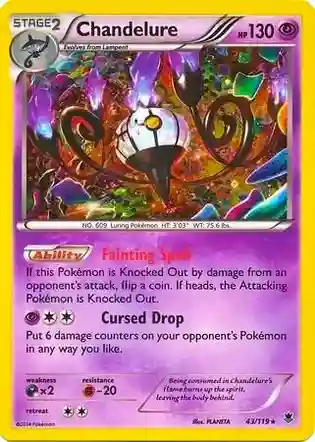 STAGE2
Chandelure
HP 130
Evolves from Lampent
NO. 609 Luring Pokémon HT: 3'03" WT: 75.6 lbs.
Ability Fainting Spell
If this Pokémon is Knocked Out by damage from an
opponent's attack, flip a coin. If heads, the Attacking
Pokémon is Knocked Out.
Cursed Drop
Put 6 damage counters on your opponent's Pokémon
in any way you like.
weakness
resistance
×2
-20
retreat
Being consumed in Chandelure's
flame burns up the spirit,
leaving the body behind.
©2014 Pokémon
Illus. PLANETA
43/119★